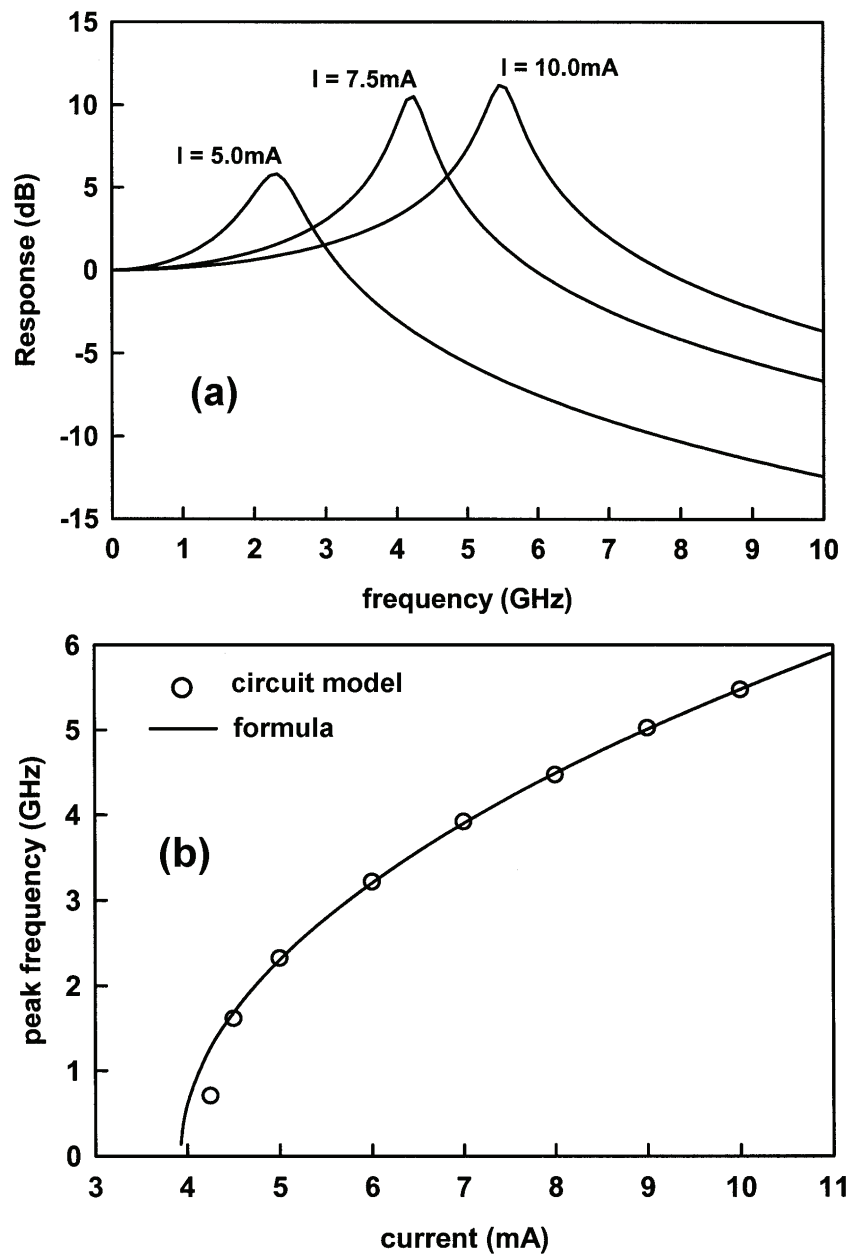 15
10
5
0
-5
-10
-15
Response (dB)
I = 5.0mA
I = 7.5mA
I = 10.0mA
(a)
0 1 2 3 4 5 6 7 8 9 10
frequency (GHz)
6
5
4
3
2
1
0
peak frequency (GHz)
circuit model
formula
(b)
3 4 5 6 7 8 9 10 11
current (mA)